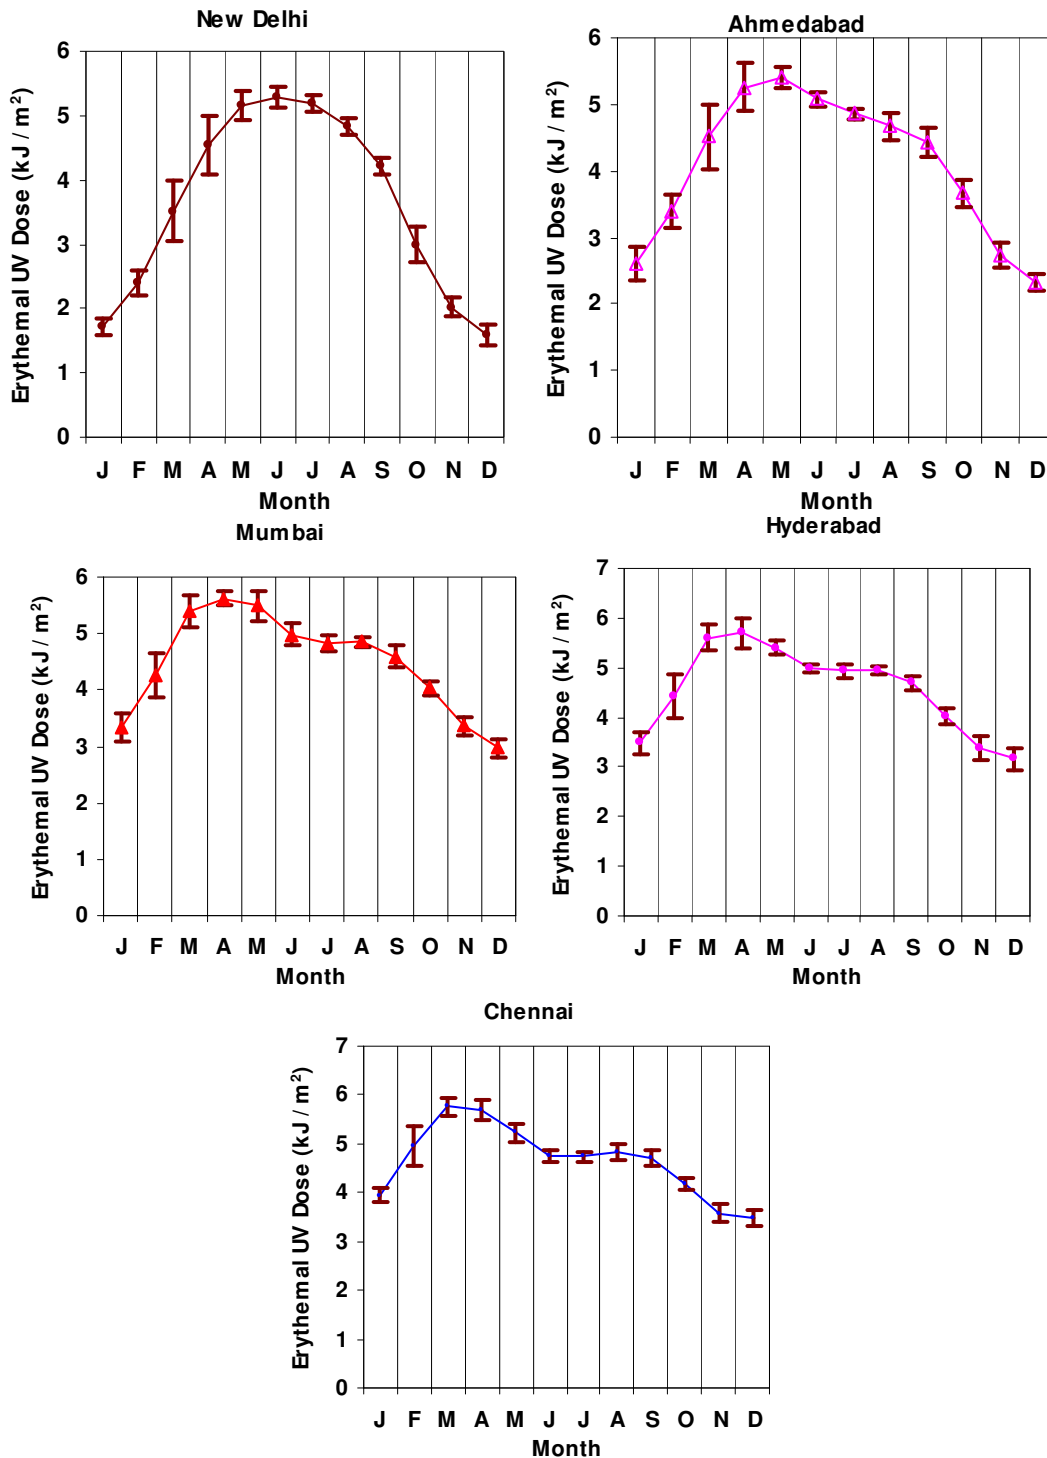 New Delhi
Erythemal UV Dose (kJ / m²)
6
5
4
3
2
1
0
J F M A M J J A S O N D
Month
Ahmedabad
Erythemal UV Dose (kJ / m²)
6
5
4
3
2
1
0
J F M A M J J A S O N D
Month
Mumbai
Erythemal UV Dose (kJ / m²)
6
5
4
3
2
1
0
J F M A M J J A S O N D
Month
Hyderabad
Erythemal UV Dose (kJ / m²)
7
6
5
4
3
2
1
0
J F M A M J J A S O N D
Month
Chennai
Erythemal UV Dose (kJ / m²)
7
6
5
4
3
2
1
0
J F M A M J J A S O N D
Month